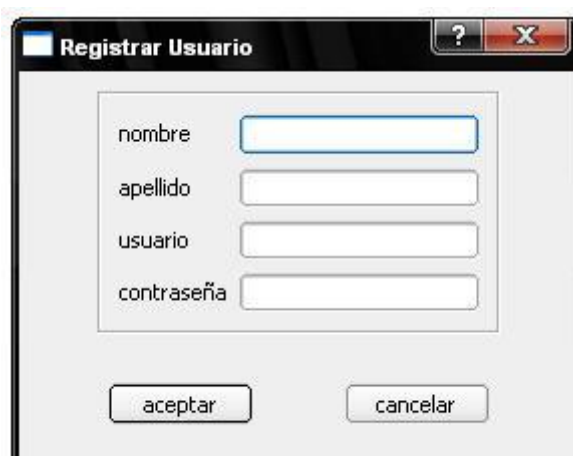 Registrar Usuario
?
X
nombre
apellido
usuario
contraseña
aceptar
cancelar